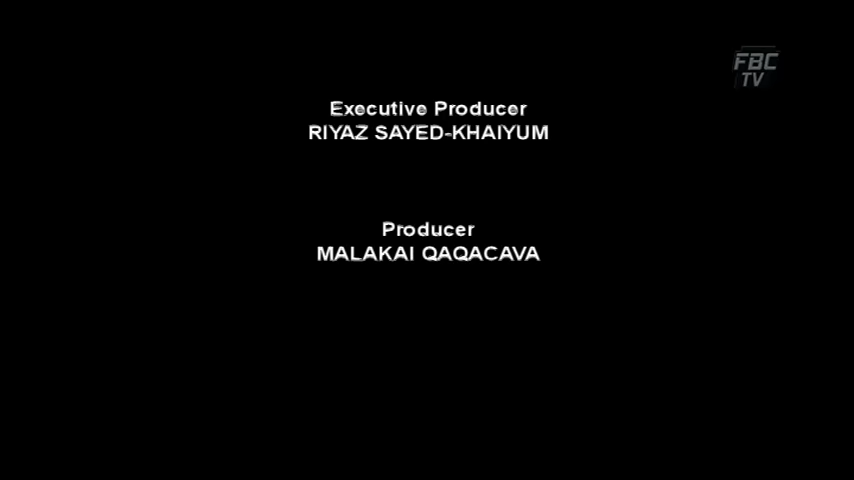 FBC
TV
Executive Producer
RIYAZ SAYED-KHAIYUM
Producer
MALAKAI QAQACAVA